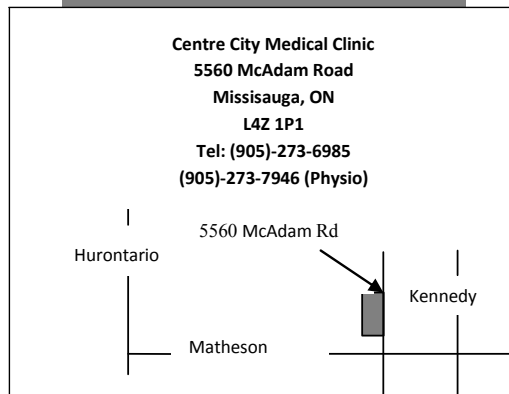 Centre City Medical Clinic
5560 McAdam Road
Missisauga, ON
L4Z 1P1
Tel: (905)-273-6985
(905)-273-7946 (Physio)
5560 McAdam Rd
Hurontario
Kennedy
Matheson